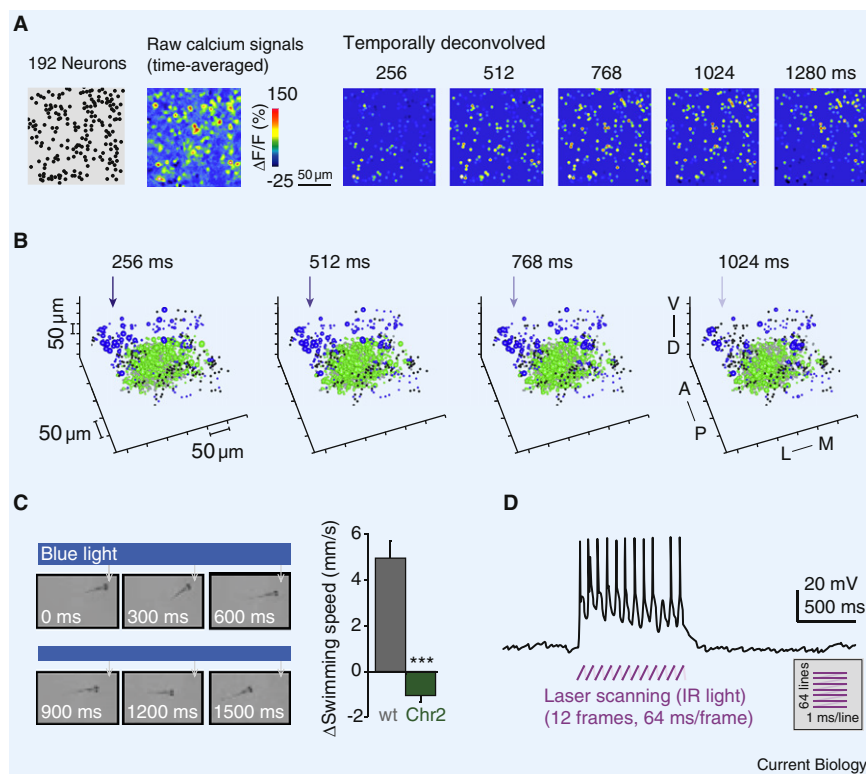 A
192 Neurons
Raw calcium signals
(time-averaged)
150
ΔF/F (%)
-25
50 μm
Temporally deconvolved
256
512
768
1024
1280 ms
B
256 ms
512 ms
768 ms
1024 ms
50 μm
50 μm
50 μm
V
D
A
P
L
M
C
Blue light
0 ms
300 ms
600 ms
900 ms
1200 ms
1500 ms
ΔSwimming speed (mm/s)
6
4
2
0
-2
***
wt
Chr2
D
20 mV
500 ms
Laser scanning (IR light)
(12 frames, 64 ms/frame)
64 lines
1 ms/line
Current Biology